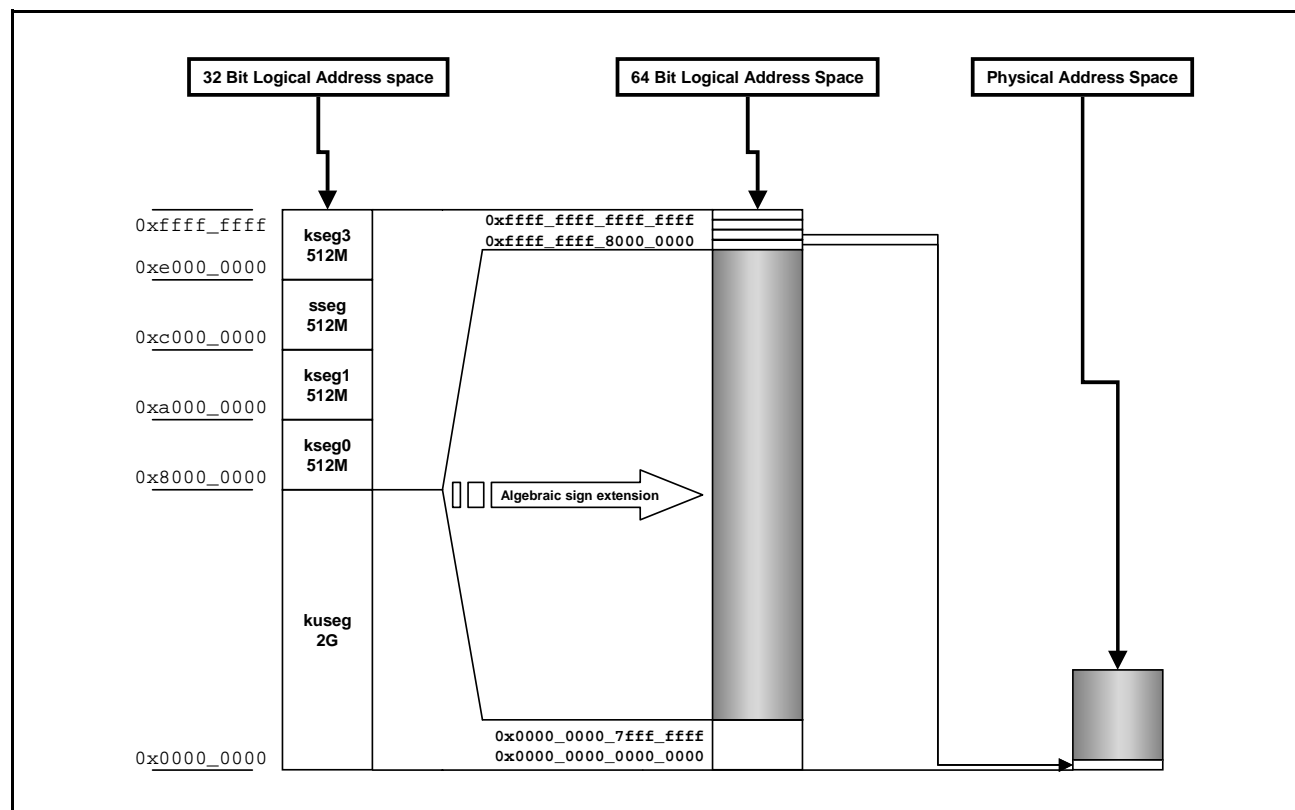 32 Bit Logical Address space
64 Bit Logical Address Space
Physical Address Space
0xffff_ffff
kseg3
512M
0xe000_0000
sseg
512M
0xc000_0000
kseg1
512M
0xa000_0000
kseg0
512M
0x8000_0000
kuseg
2G
0x0000_0000
0xffff_ffff_ffff_ffff
0xffff_ffff_8000_0000
Algebraic sign extension
0x0000_0000_7fff_ffff
0x0000_0000_0000_0000